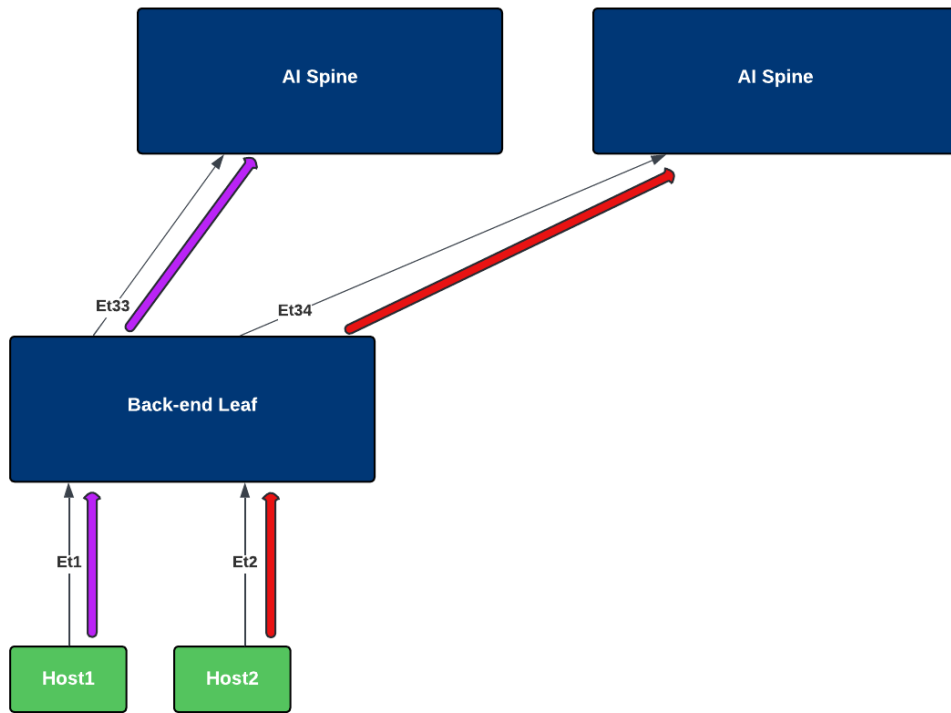 AI Spine
AI Spine
Et33
Et34
Back-end Leaf
Et1
Et2
Host1
Host2